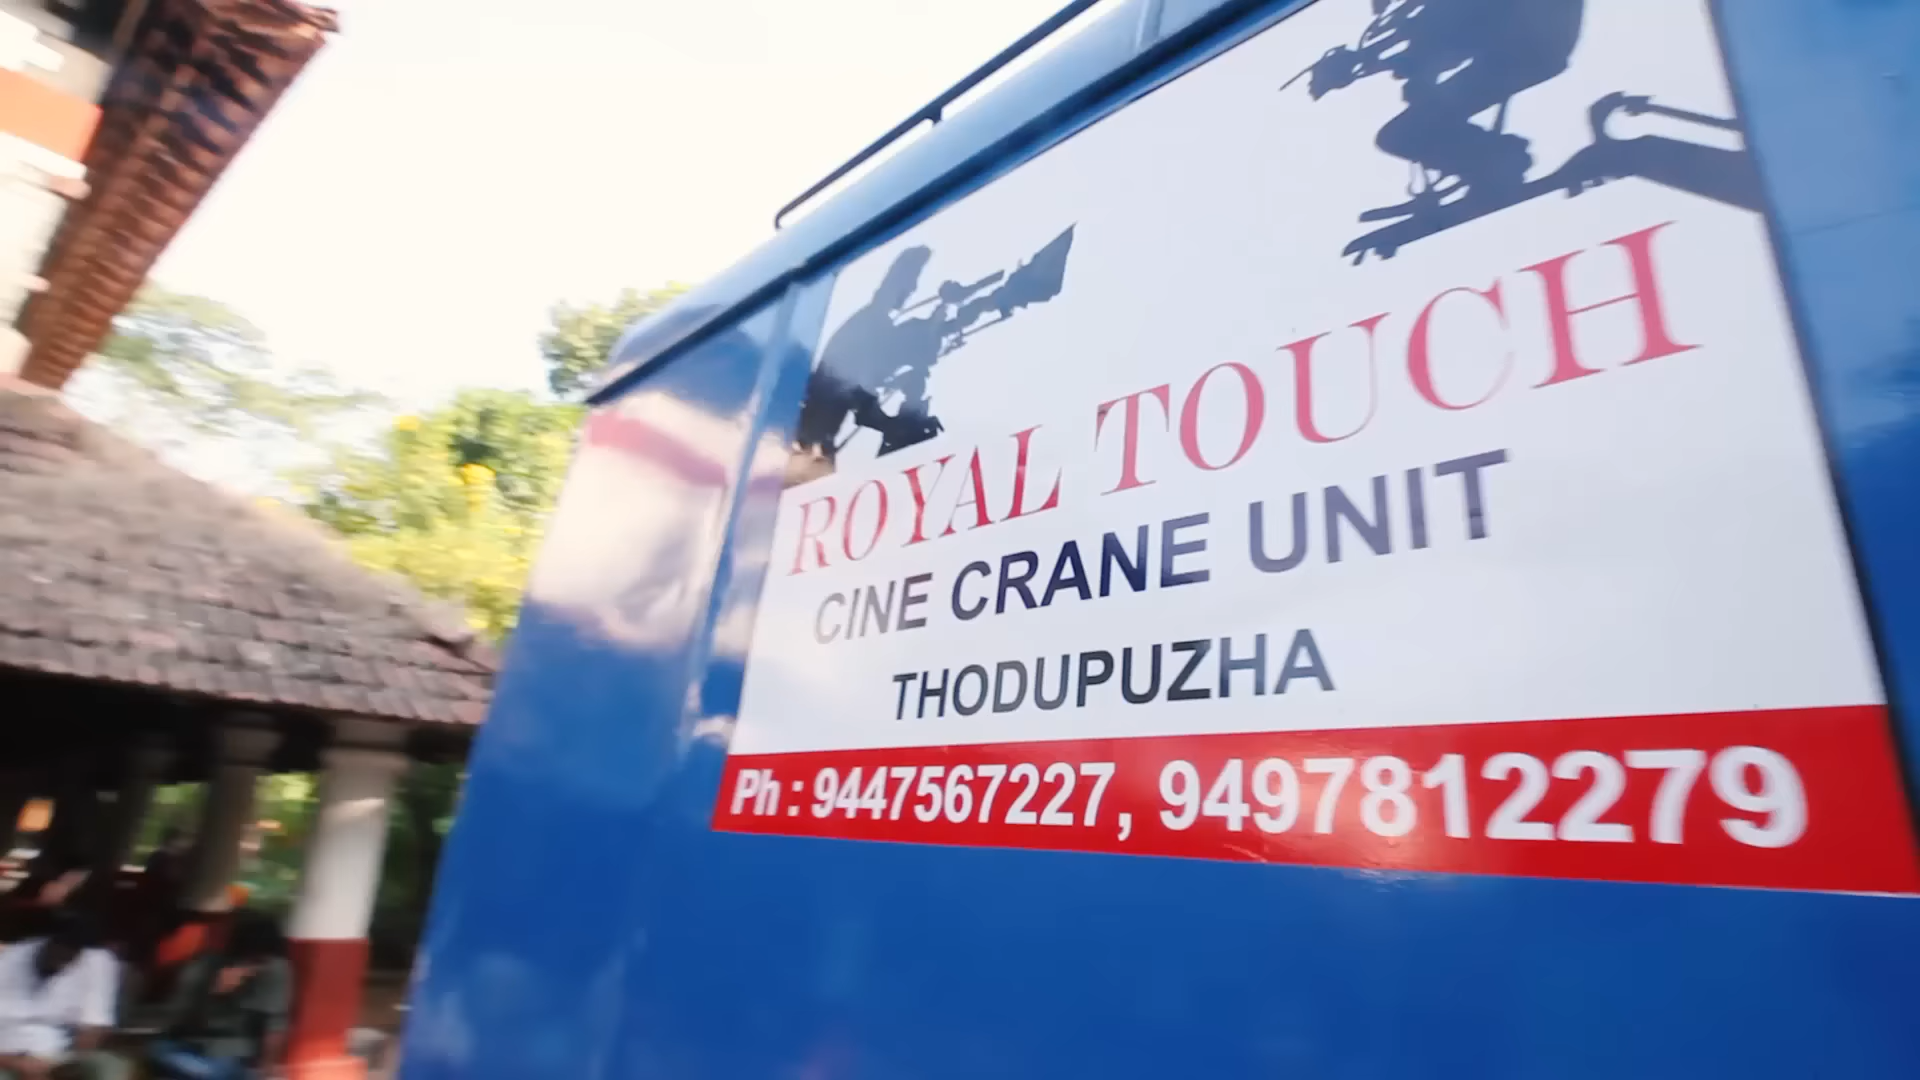 ROYAL TOUCH
CINE CRANE UNIT
THODUPUZHA
Ph : 9447567227, 9497812279